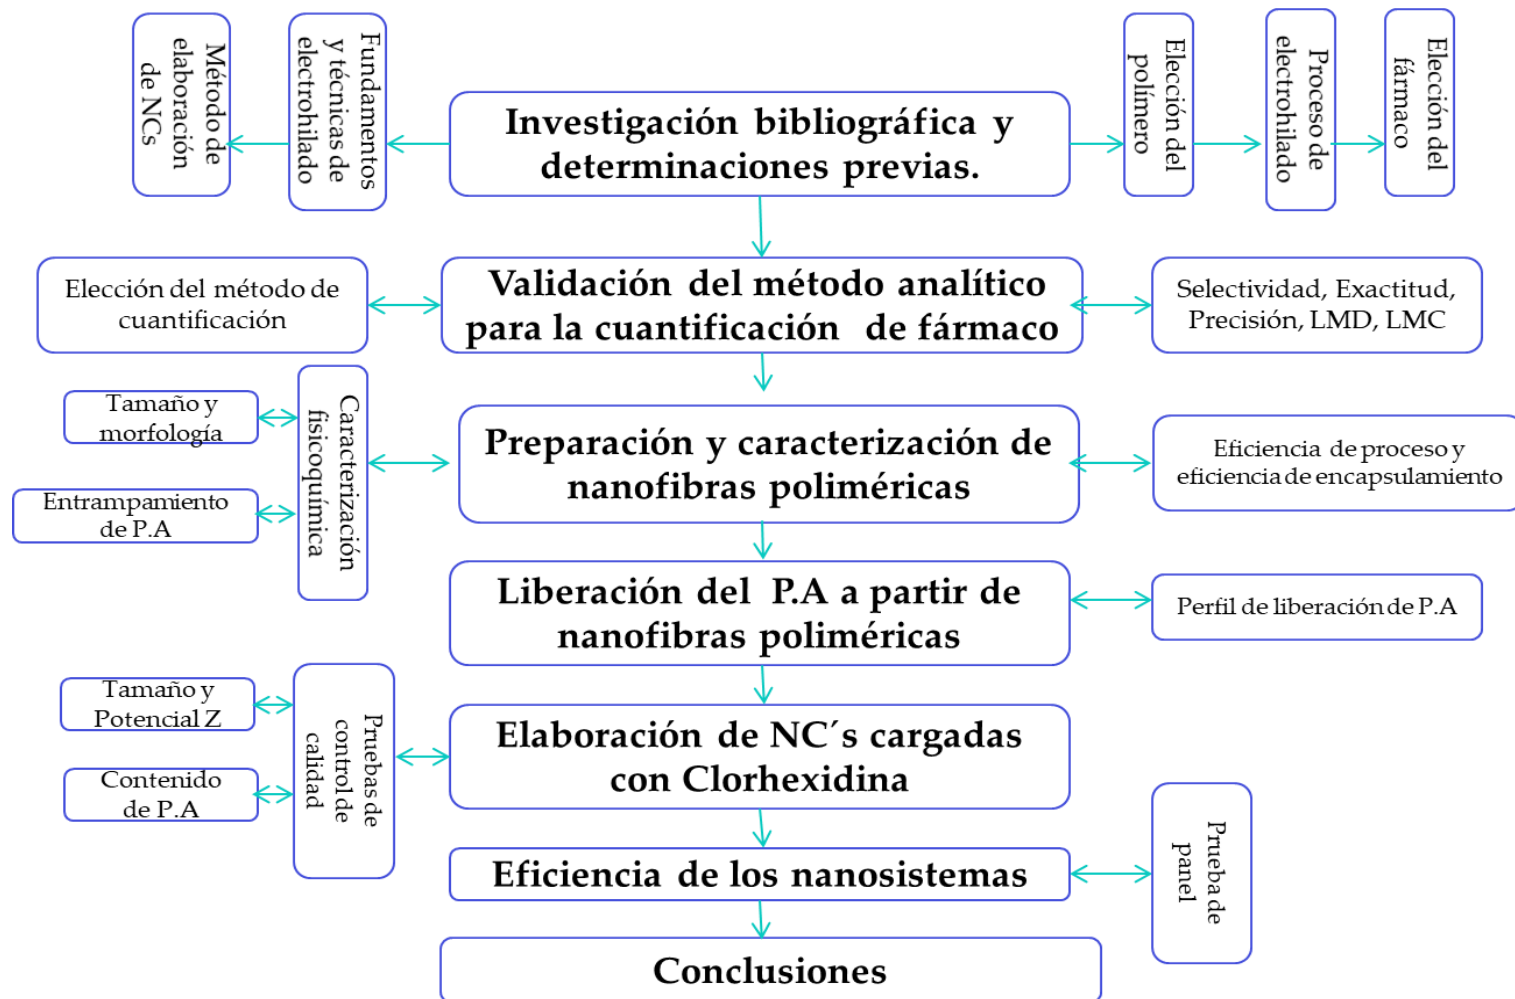 Método de
elaboración
de NCs
Fundamentos
y técnicas de
electrohilado
Investigación bibliográfica y
determinaciones previas.
Elección del
polímero
Proceso de
electrohilado
Elección del
fármaco
Elección del método de
cuantificación
Validación del método analítico
para la cuantificación de fármaco
Selectividad, Exactitud,
Precisión, LMD, LMC
Tamaño y
morfología
Entrampamiento
de P.A
Caracterización
fisicoquímica
Preparación y caracterización de
nanofibras poliméricas
Eficiencia de proceso y
eficiencia de encapsulamiento
Liberación del P.A a partir de
nanofibras poliméricas
Perfil de liberación de P.A
Tamaño y
Potencial Z
Contenido
de P.A
Pruebas de
control de
calidad
Elaboración de NC´s cargadas
con Clorhexidina
Eficiencia de los nanosistemas
Prueba de
panel
Conclusiones